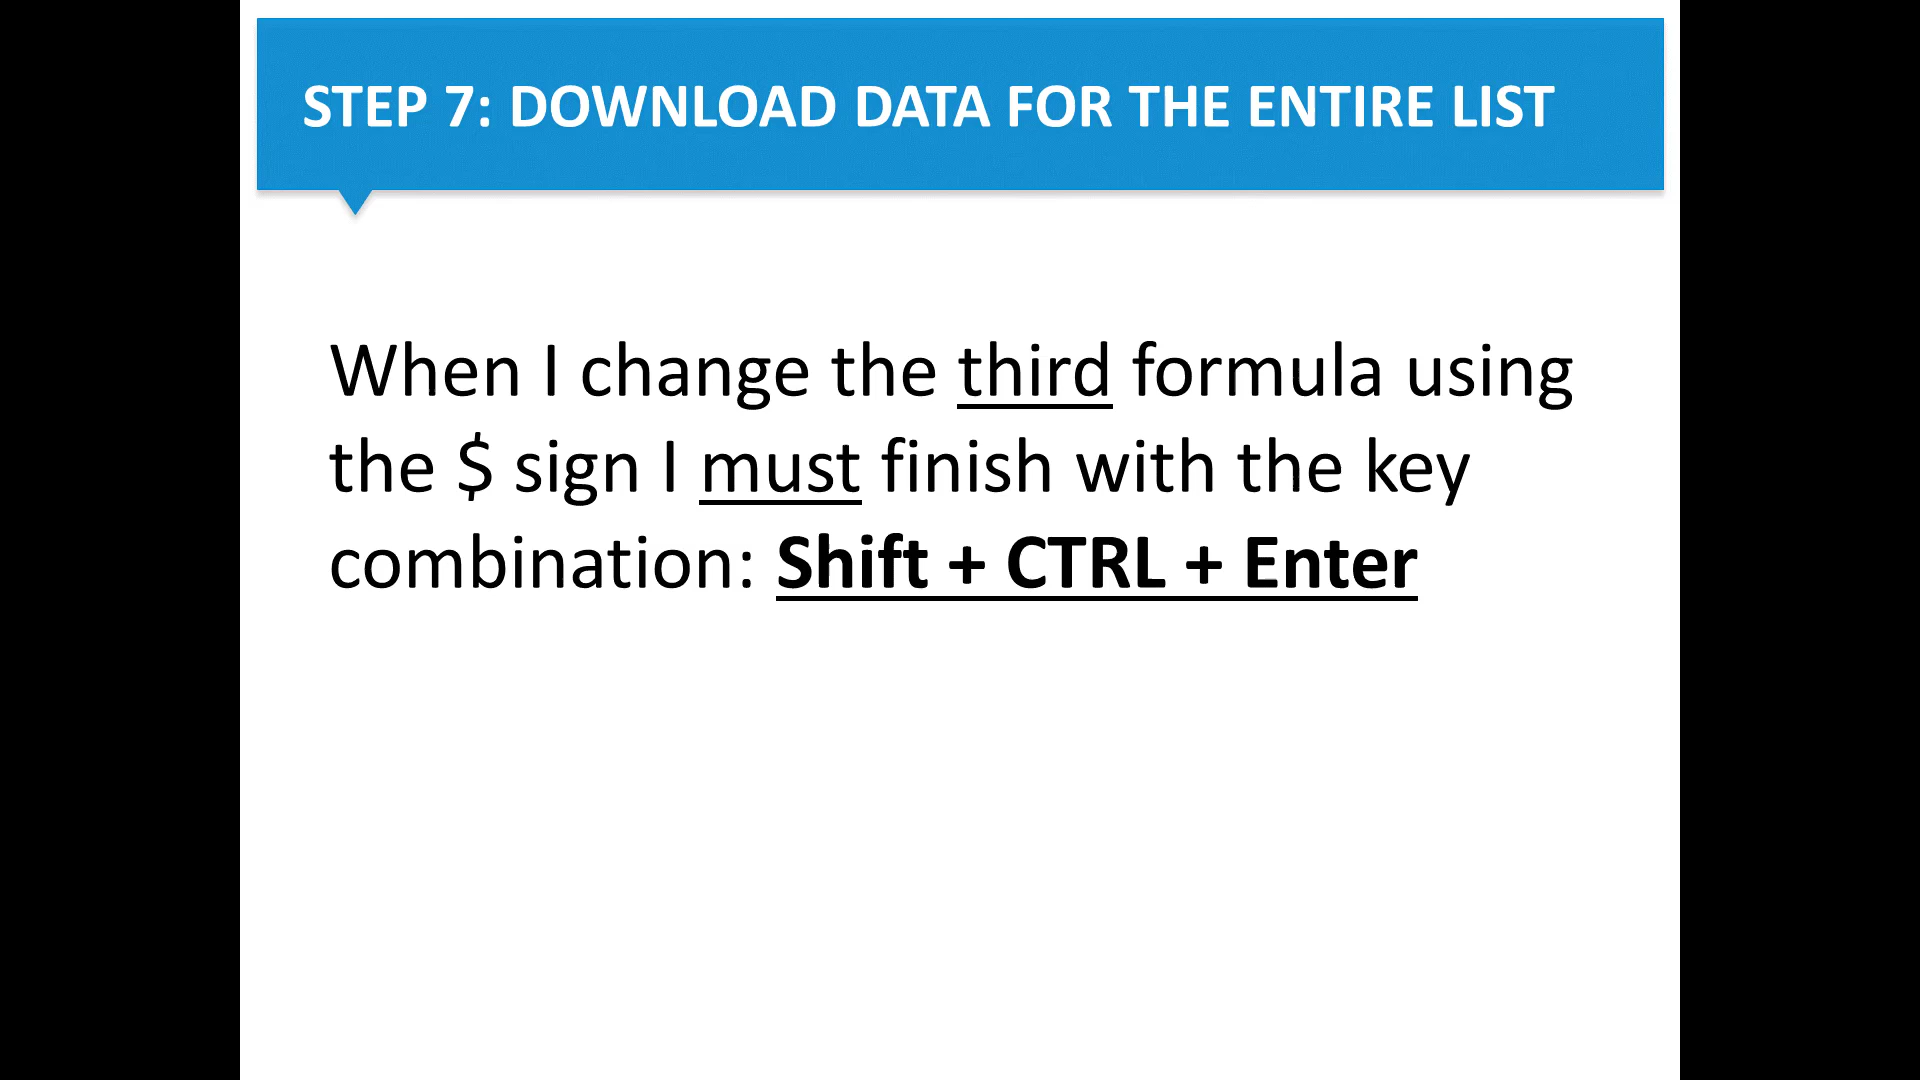 STEP 7: DOWNLOAD DATA FOR THE ENTIRE LIST
When I change the third formula using
the $ sign I must finish with the key
combination: Shift + CTRL + Enter